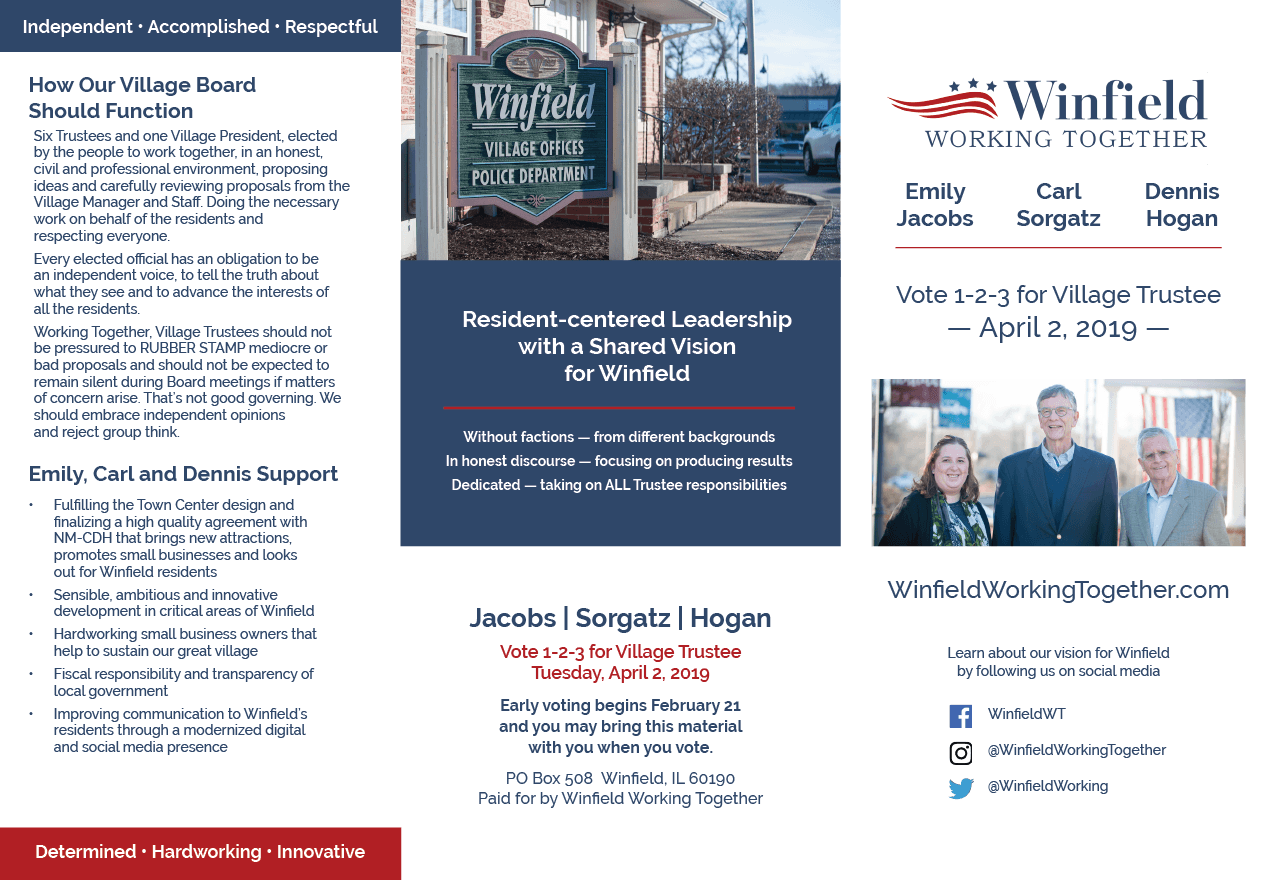 Independent • Accomplished • Respectful
How Our Village Board
Should Function
Six Trustees and one Village President, elected
by the people to work together, in an honest,
civil and professional environment, proposing
ideas and carefully reviewing proposals from the
Village Manager and Staff. Doing the necessary
work on behalf of the residents and
respecting everyone.
Every elected official has an obligation to be
an independent voice, to tell the truth about
what they see and to advance the interests of
all the residents.
Working Together, Village Trustees should not
be pressured to RUBBER STAMP mediocre or
bad proposals and should not be expected to
remain silent during Board meetings if matters
of concern arise. That's not good governing. We
should embrace independent opinions
and reject group think.
Emily, Carl and Dennis Support
• Fulfilling the Town Center design and
finalizing a high quality agreement with
NM-CDH that brings new attractions,
promotes small businesses and looks
out for Winfield residents
• Sensible, ambitious and innovative
development in critical areas of Winfield
• Hardworking small business owners that
help to sustain our great village
• Fiscal responsibility and transparency of
local government
• Improving communication to Winfield's
residents through a modernized digital
and social media presence
Determined • Hardworking • Innovative
Winfield
VILLAGE OFFICES
POLICE DEPARTMENT
Resident-centered Leadership
with a Shared Vision
for Winfield
Without factions — from different backgrounds
In honest discourse — focusing on producing results
Dedicated — taking on ALL Trustee responsibilities
Jacobs | Sorgatz | Hogan
Vote 1-2-3 for Village Trustee
Tuesday, April 2, 2019
Early voting begins February 21
and you may bring this material
with you when you vote.
PO Box 508 Winfield, IL 60190
Paid for by Winfield Working Together
Winfield
WORKING TOGETHER
Emily Jacobs
Carl Sorgatz
Dennis Hogan
Vote 1-2-3 for Village Trustee
— April 2, 2019 —
WinfieldWorkingTogether.com
Learn about our vision for Winfield
by following us on social media
WinfieldWT
@WinfieldWorkingTogether
@WinfieldWorking